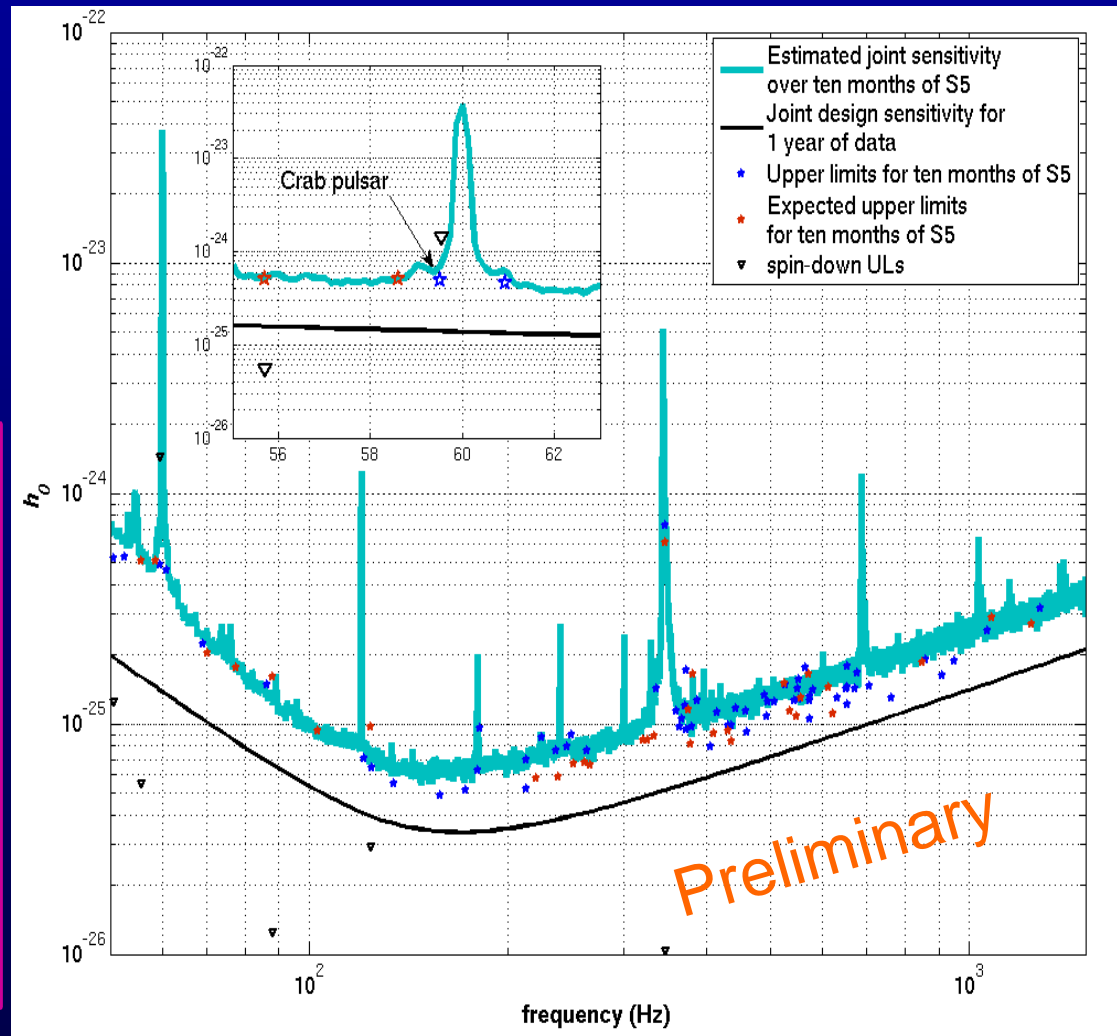 10^-22
10^-23
10^-24
10^-25
10^-26
h_0
10^-22
10^-23
10^-24
10^-25
10^-26
Crab pulsar
56
58
60
62
Estimated joint sensitivity
over ten months of S5
Joint design sensitivity for
1 year of data
Upper limits for ten months of S5
Expected upper limits
for ten months of S5
spin-down ULs
Preliminary
10^2
10^3
frequency (Hz)